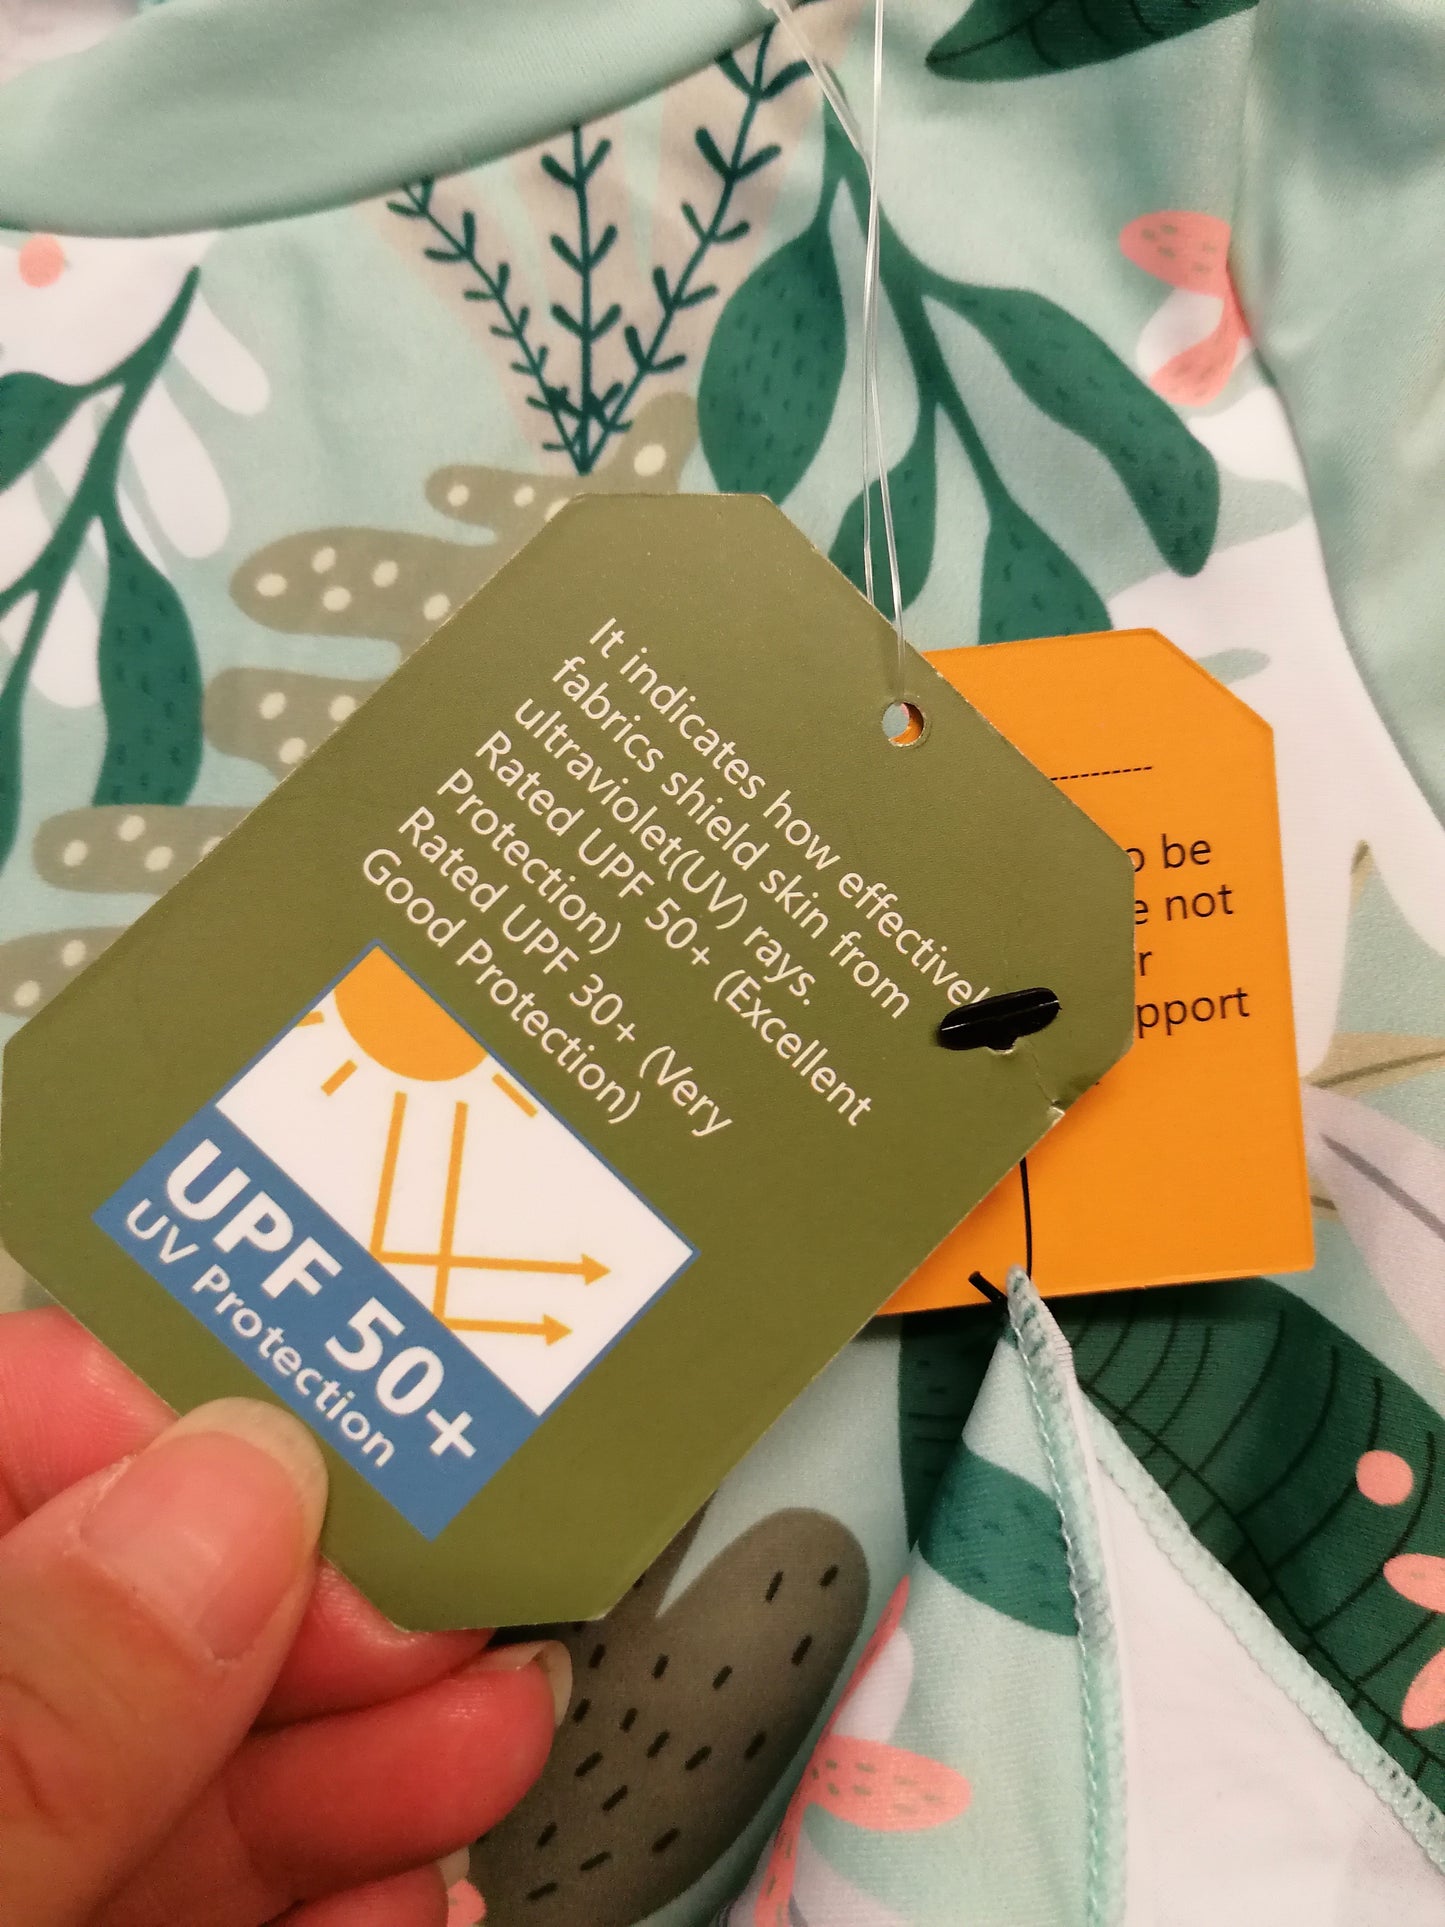 It indicates how effectivel
fabrics shield skin from
ultraviolet(UV) rays.
Rated UPF 50+ (Excellent
Protection)
Rated UPF 30+ (Very
Good Protection)
UPF 50+
UV Protection
be
not
pport